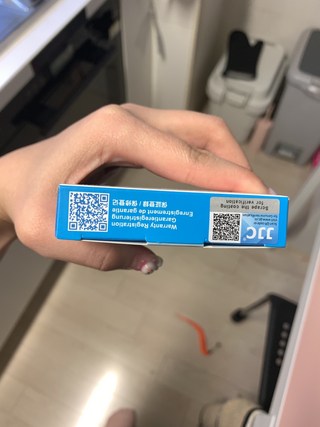 Warranty Registration
Garantieregistrierung
Enregistrement de garantie
保証登録 / 保修登记
JJC
Scrape the coating
for verification